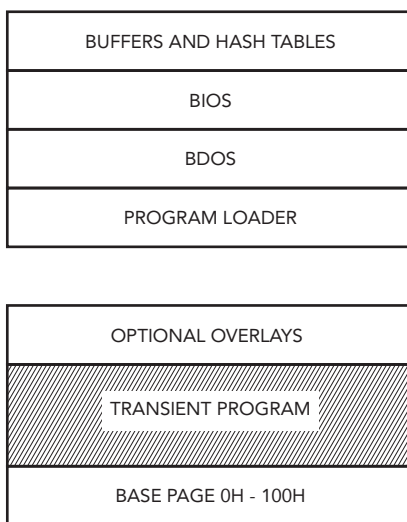 BUFFERS AND HASH TABLES
BIOS
BDOS
PROGRAM LOADER
OPTIONAL OVERLAYS
TRANSIENT PROGRAM
BASE PAGE 0H - 100H